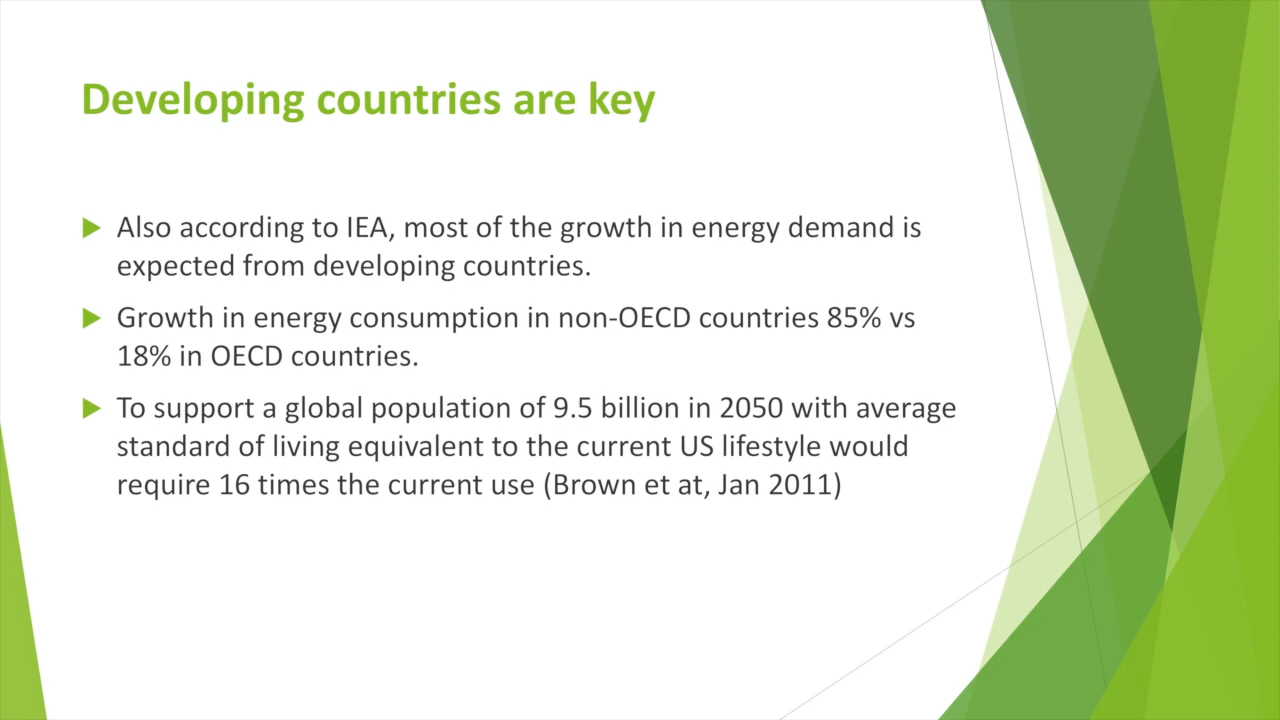 Developing countries are key
Also according to IEA, most of the growth in energy demand is
expected from developing countries.
Growth in energy consumption in non-OECD countries 85% vs
18% in OECD countries.
To support a global population of 9.5 billion in 2050 with average
standard of living equivalent to the current US lifestyle would
require 16 times the current use (Brown et at, Jan 2011)